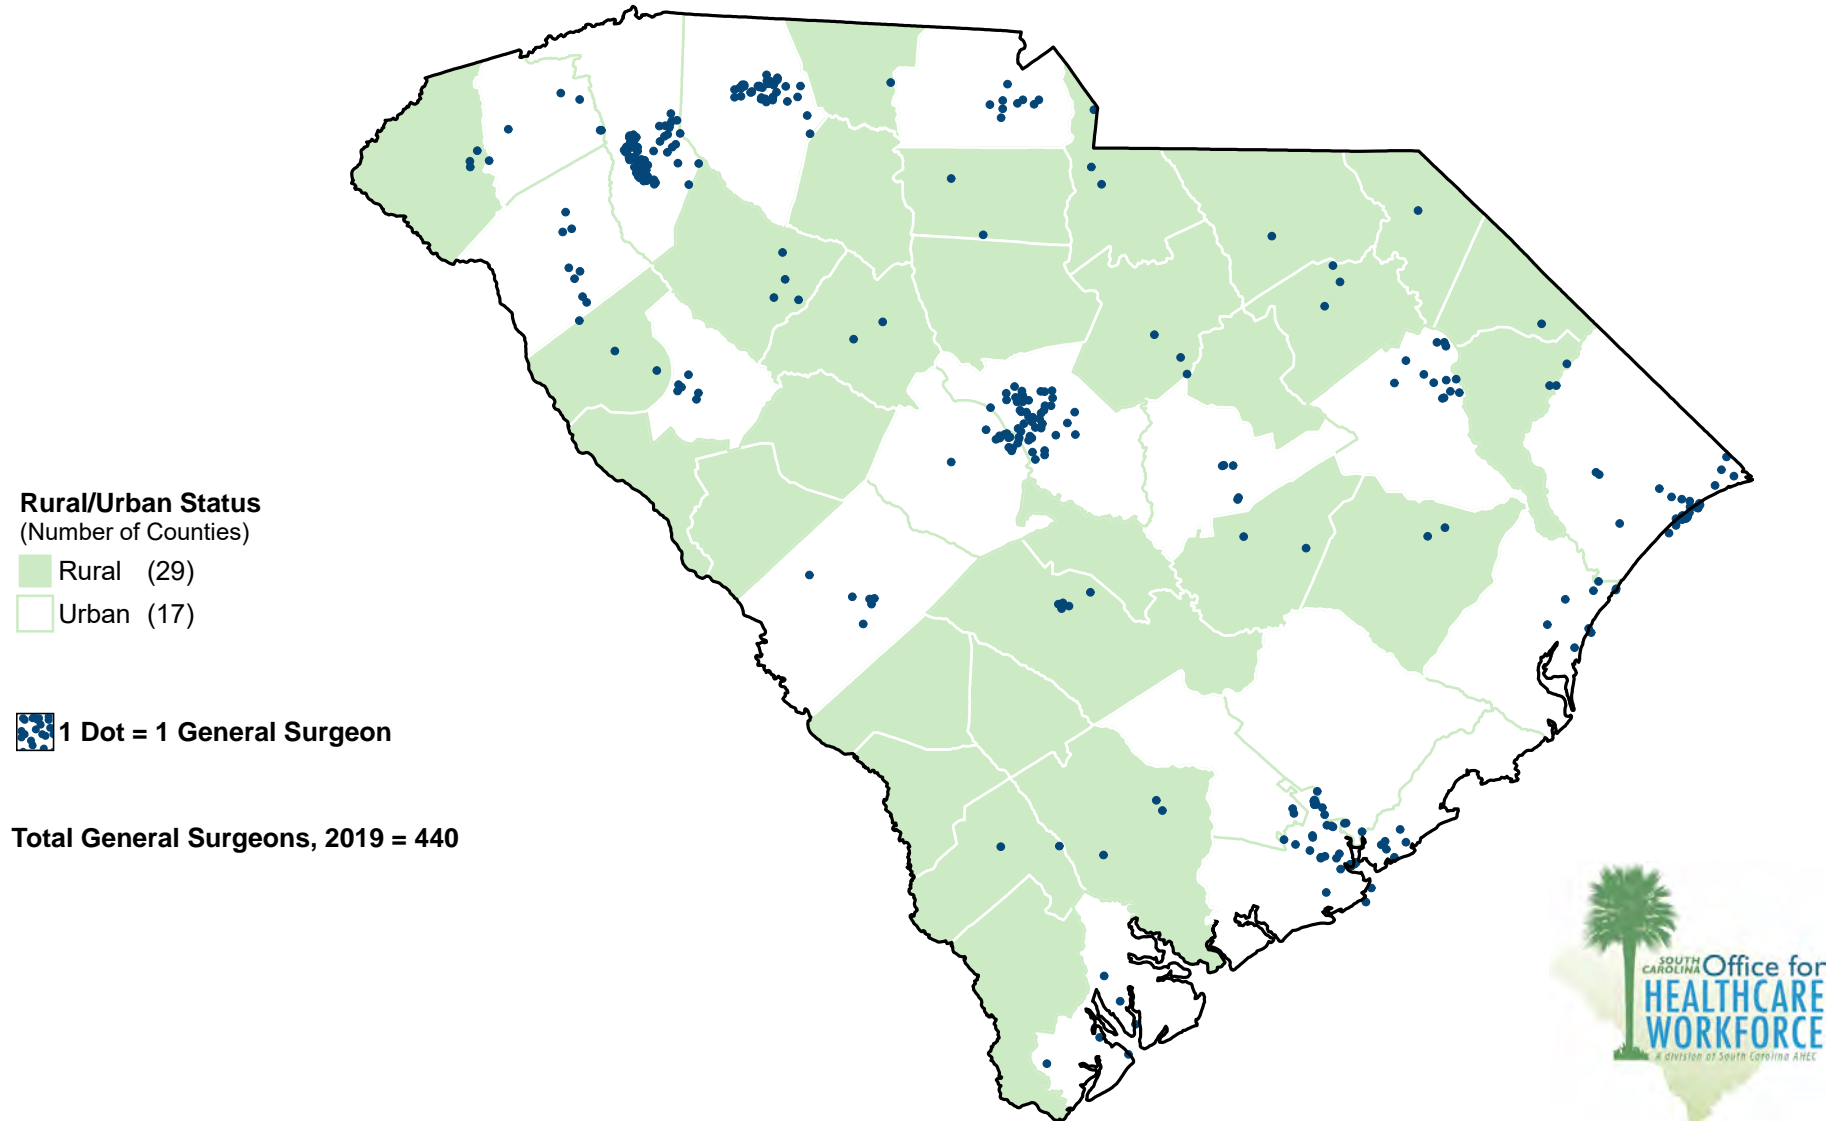 Rural/Urban Status
(Number of Counties)
Rural (29)
Urban (17)
1 Dot = 1 General Surgeon
Total General Surgeons, 2019 = 440
SOUTH
CAROLINA Office for
HEALTHCARE
WORKFORCE
A division of South Carolina AHEC